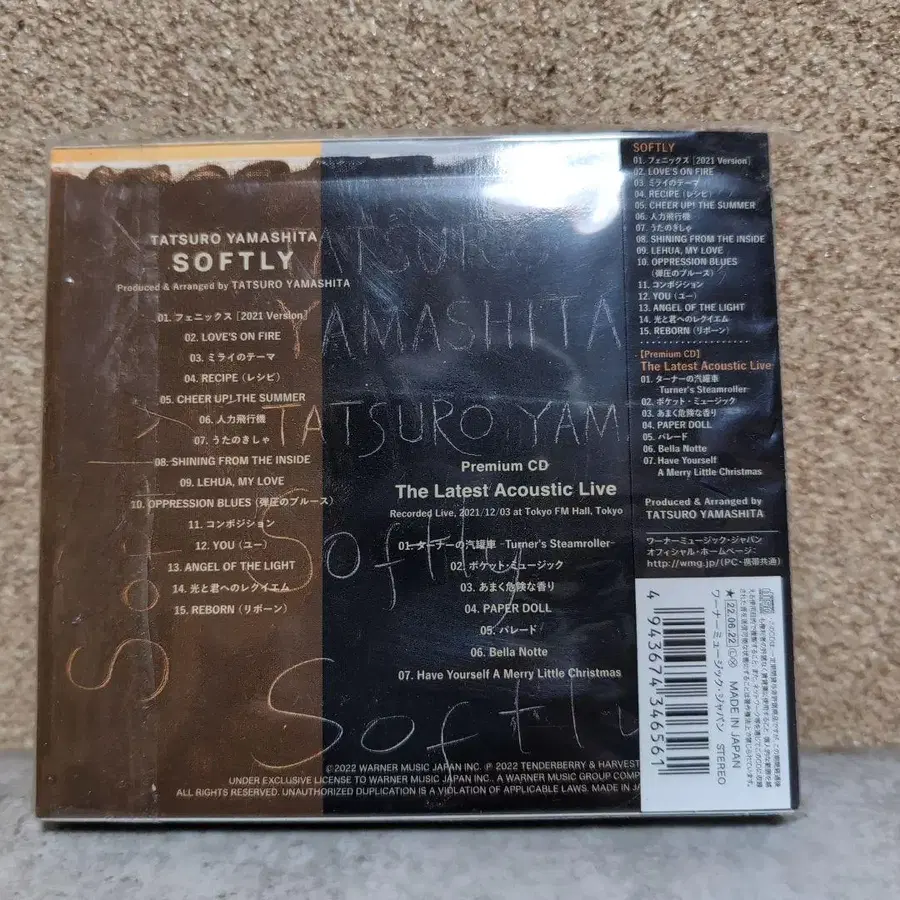 TATSURO YAMASHITA
SOFTLY
Produced & Arranged by TATSURO YAMASHITA
01. フェニックス [2021 Version]
02. LOVE'S ON FIRE
03. ミライのテーマ
04. RECIPE (レシピ)
05. CHEER UP! THE SUMMER
06. 人力飛行機
07. うたのきしゃ
08. SHINING FROM THE INSIDE
09. LEHUA, MY LOVE
10. OPPRESSION BLUES (弾圧のブルース)
11. コンポジション
12. YOU (ユー)
13. ANGEL OF THE LIGHT
14. 光と君へのレクイエム
15. REBORN (リボーン)
TATSURO
YAMASHITA
TATSURO YAM
Softly
Softly
Softly
Premium CD
The Latest Acoustic Live
Recorded Live, 2021/12/03 at Tokyo FM Hall, Tokyo
01. ターナーの汽罐車 -Turner's Steamroller-
02. ポケット・ミュージック
03. あまく危険な香り
04. PAPER DOLL
05. パレード
06. Bella Notte
07. Have Yourself A Merry Little Christmas
Ⓒ2022 WARNER MUSIC JAPAN INC. Ⓟ 2022 TENDERBERRY & HARVEST
UNDER EXCLUSIVE LICENSE TO WARNER MUSIC JAPAN INC., A WARNER MUSIC GROUP COMP
ALL RIGHTS RESERVED. UNAUTHORIZED DUPLICATION IS A VIOLATION OF APPLICABLE LAWS. MADE IN JA
SOFTLY
01. フェニックス [2021 Version]
02. LOVE'S ON FIRE
03. ミライのテーマ
04. RECIPE (レシピ)
05. CHEER UP! THE SUMMER
06. 人力飛行機
07. うたのきしゃ
08. SHINING FROM THE INSIDE
09. LEHUA, MY LOVE
10. OPPRESSION BLUES
(弾圧のブルース)
11. コンポジション
12. YOU (ユー)
13. ANGEL OF THE LIGHT
14. 光と君へのレクイエム
15. REBORN (リボーン)
【Premium CD】
The Latest Acoustic Live
01. ターナーの汽罐車
-Turner's Steamroller-
02. ポケット・ミュージック
03. あまく危険な香り
04. PAPER DOLL
05. パレード
06. Bella Notte
07. Have Yourself
A Merry Little Christmas
Produced & Arranged by
TATSURO YAMASHITA
ワーナーミュージック・ジャパン
オフィシャル・ホームページ：
http://wmg.jp/(PC・携帯共通)
★ 22.06.22 Ⓛ Ⓧ MADE IN JAPAN
ワーナーミュージック・ジャパン STEREO
4 943674 346561